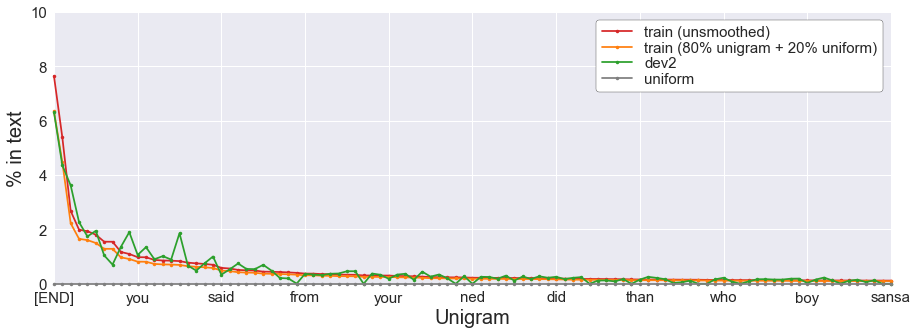 10
8
6
4
2
0
% in text
train (unsmoothed)
train (80% unigram + 20% uniform)
dev2
uniform
[END] you said from your ned did than who boy sansa
Unigram